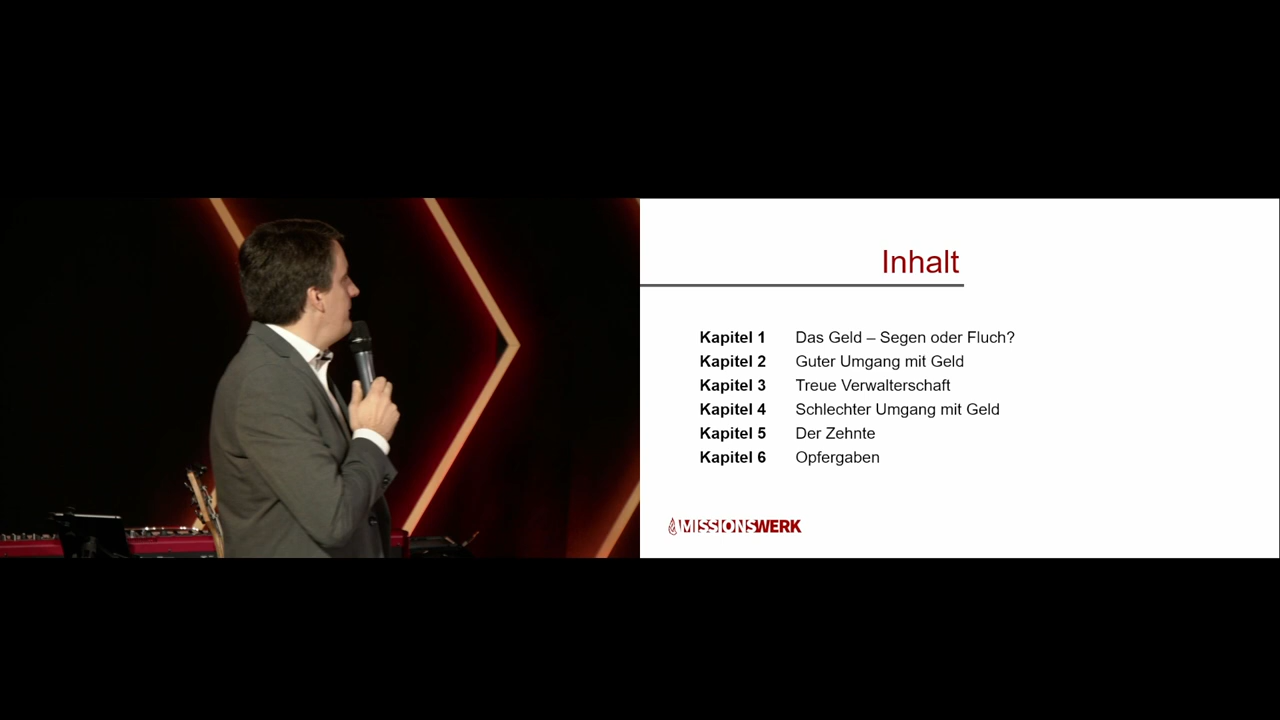 Inhalt
Kapitel 1 Das Geld – Segen oder Fluch?
Kapitel 2 Guter Umgang mit Geld
Kapitel 3 Treue Verwalterschaft
Kapitel 4 Schlechter Umgang mit Geld
Kapitel 5 Der Zehnte
Kapitel 6 Opfergaben
MISSIONSWERK